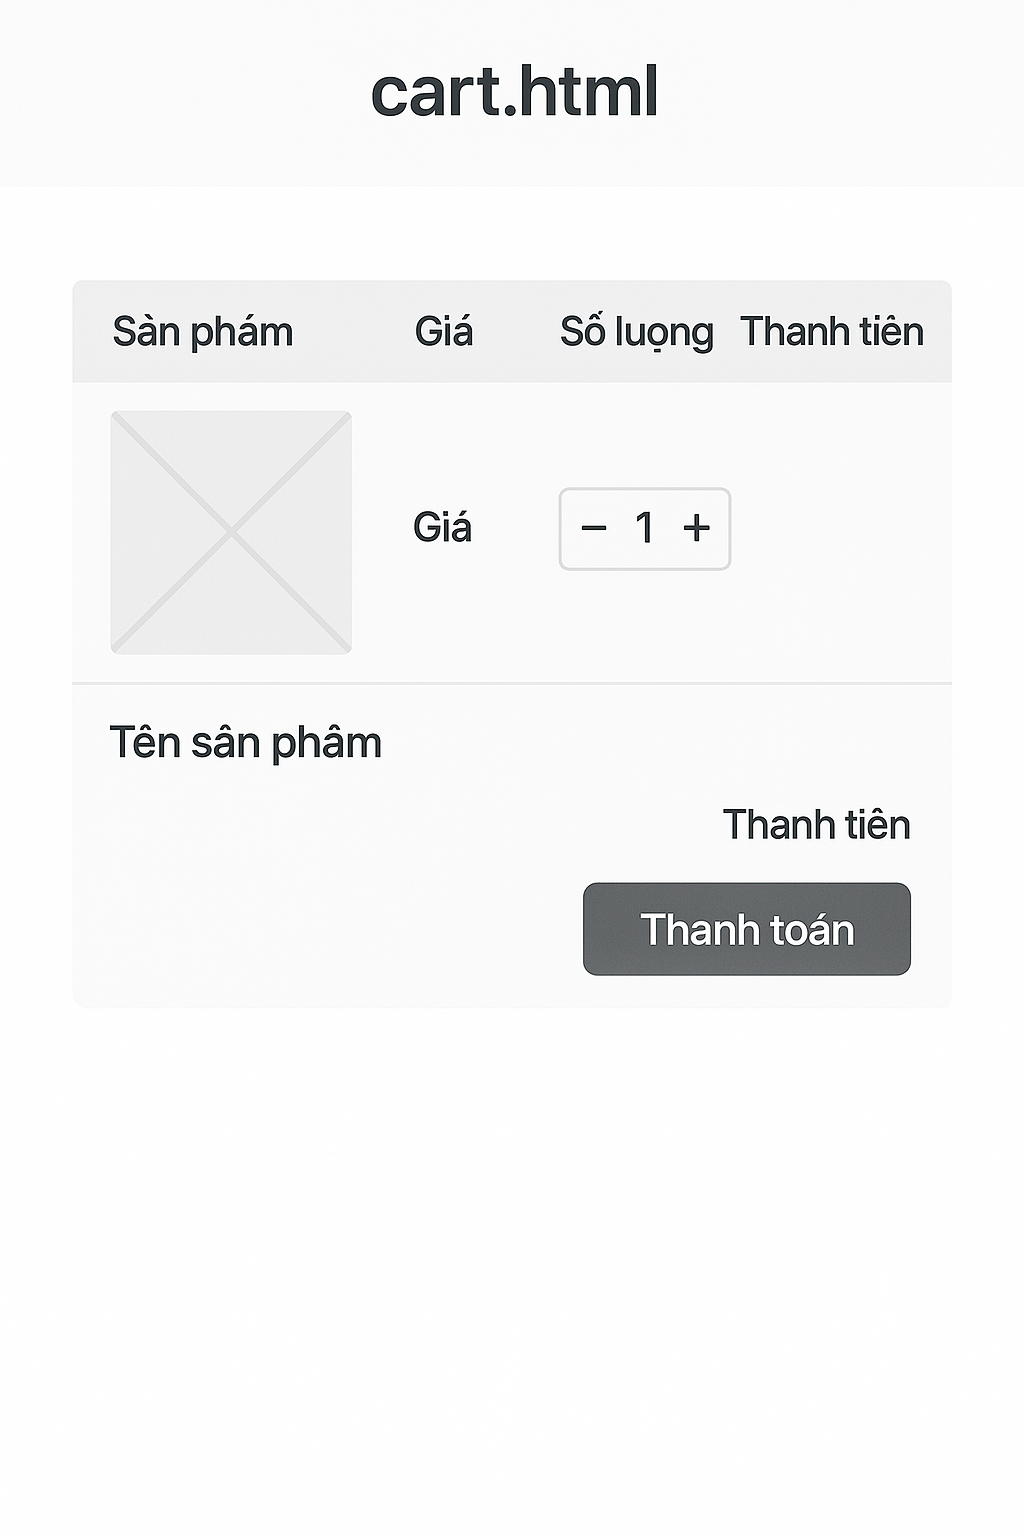 cart.html
Sàn phám Giá Số luọng Thanh tiên
Giá − 1 +
Tên sân phâm
Thanh tiên
Thanh toán